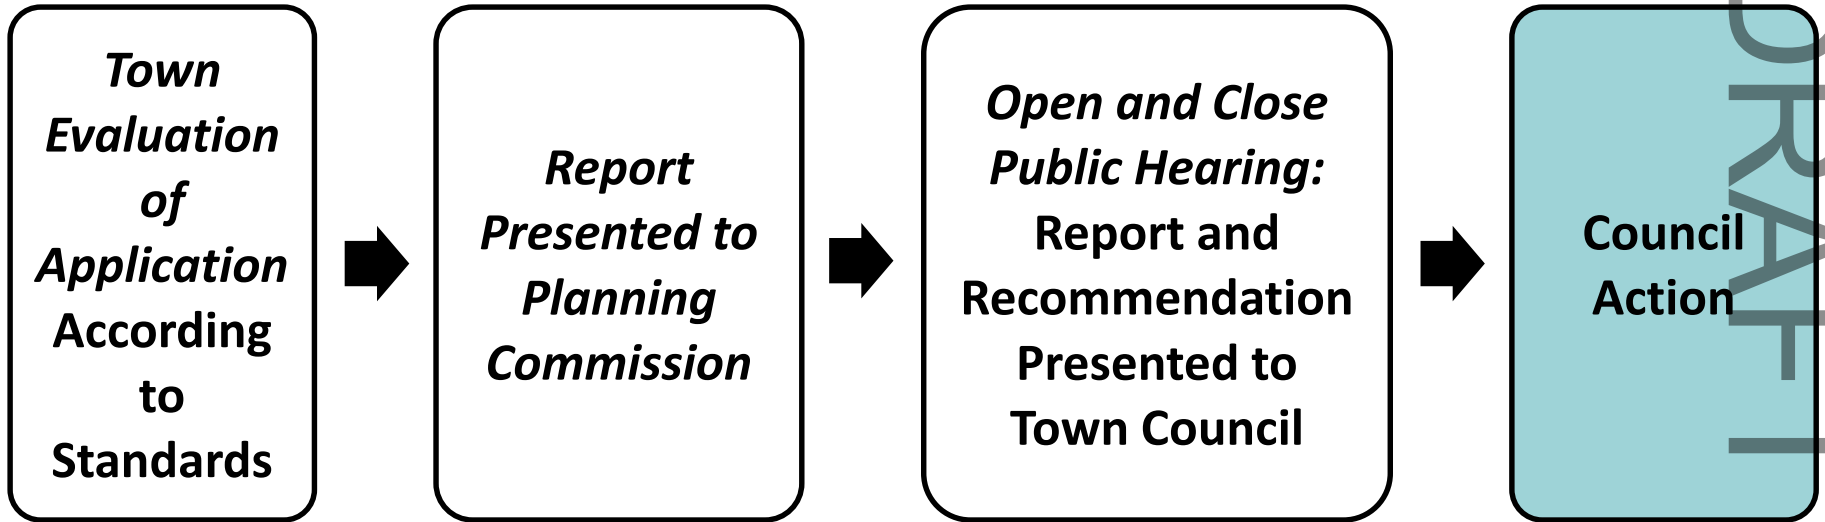 Town
Evaluation
of
Application
According
to
Standards
Report
Presented to
Planning
Commission
Open and Close
Public Hearing:
Report and
Recommendation
Presented to
Town Council
Council
Action
DRAFT